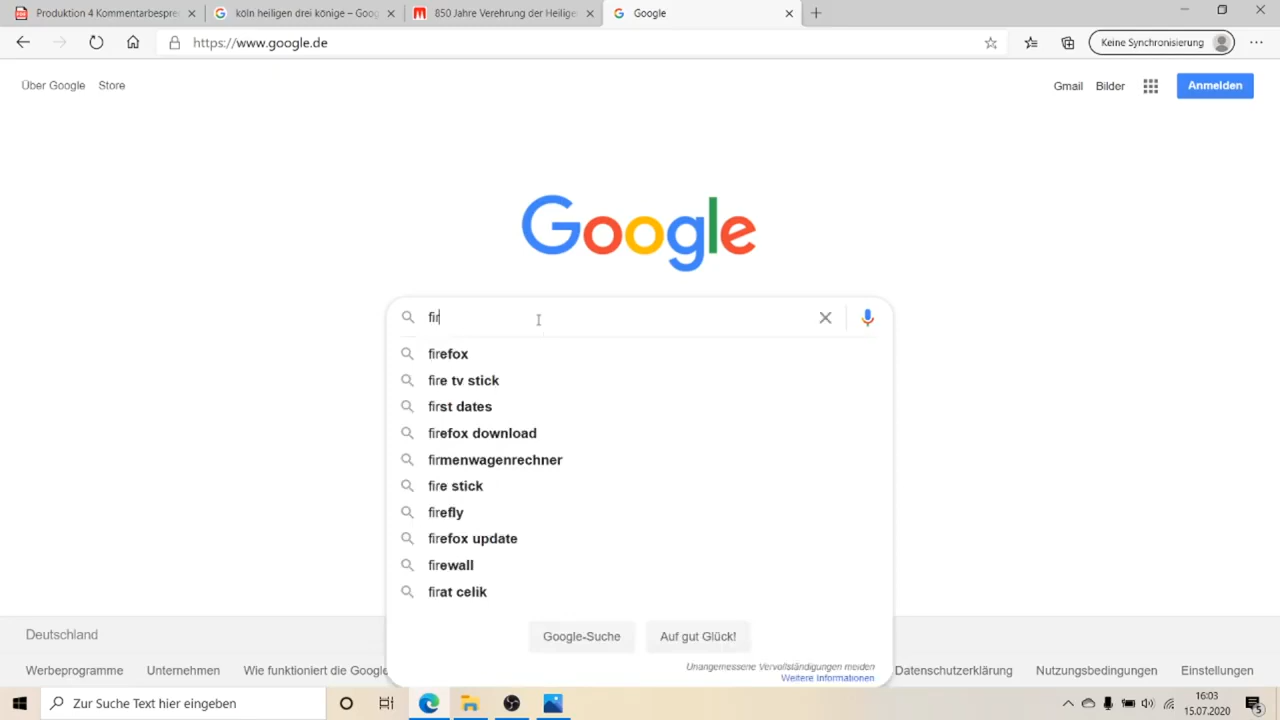 Produktion 4 Kommentarbespre
köln heiligen drei könige – Goog
850 Jahre Verehrung der Heilige
Google
https://www.google.de
Keine Synchronisierung
Über Google Store
Gmail Bilder Anmelden
Google
fir
firefox
fire tv stick
first dates
firefox download
firmenwagenrechner
fire stick
firefly
firefox update
firewall
firat celik
Google-Suche Auf gut Glück!
Unangemessene Vervollständigungen melden
Weitere Informationen
Deutschland
Werbeprogramme Unternehmen Wie funktioniert die Google Datenschutzerklärung Nutzungsbedingungen Einstellungen
Zur Suche Text hier eingeben
16:03
15.07.2020
5